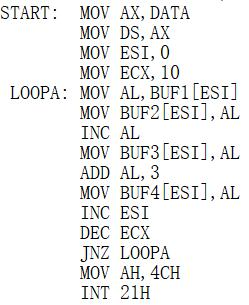 START: MOV AX,DATA
MOV DS,AX
MOV ESI,0
MOV ECX,10
LOOPA: MOV AL,BUF1[ESI]
MOV BUF2[ESI],AL
INC AL
MOV BUF3[ESI],AL
ADD AL,3
MOV BUF4[ESI],AL
INC ESI
DEC ECX
JNZ LOOPA
MOV AH,4CH
INT 21H